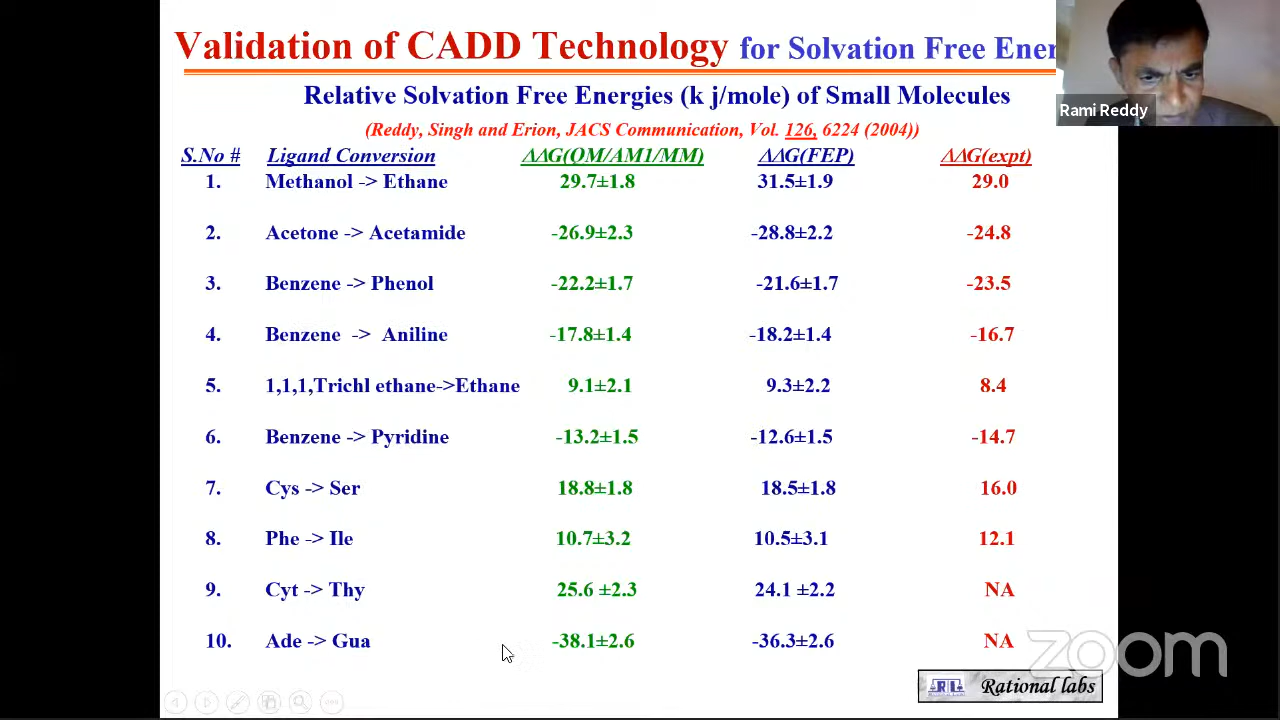 Validation of CADD Technology for Solvation Free Ener
Rami Reddy
Relative Solvation Free Energies (k j/mole) of Small Molecules
(Reddy, Singh and Erion, JACS Communication, Vol. 126, 6224 (2004))
S.No # Ligand Conversion ΔΔG(QM/AM1/MM) ΔΔG(FEP) ΔΔG(expt)
1. Methanol -> Ethane 29.7±1.8 31.5±1.9 29.0
2. Acetone -> Acetamide -26.9±2.3 -28.8±2.2 -24.8
3. Benzene -> Phenol -22.2±1.7 -21.6±1.7 -23.5
4. Benzene -> Aniline -17.8±1.4 -18.2±1.4 -16.7
5. 1,1,1,Trichl ethane->Ethane 9.1±2.1 9.3±2.2 8.4
6. Benzene -> Pyridine -13.2±1.5 -12.6±1.5 -14.7
7. Cys -> Ser 18.8±1.8 18.5±1.8 16.0
8. Phe -> Ile 10.7±3.2 10.5±3.1 12.1
9. Cyt -> Thy 25.6 ±2.3 24.1 ±2.2 NA
10. Ade -> Gua -38.1±2.6 -36.3±2.6 NA
zoom
Rational labs